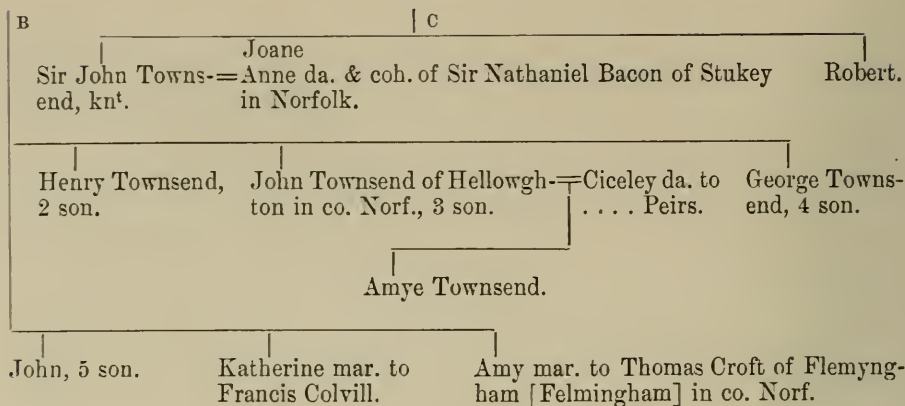 B
C
Joane
Sir John Towns-=Anne da. & coh. of Sir Nathaniel Bacon of Stukey
end, knt.
in Norfolk.
Robert.
Henry Townsend,
2 son.
John Townsend of Hellowgh-=Ciceley da. to
ton in co. Norf., 3 son.
. . . . Peirs.
George Towns-
end, 4 son.
Amye Townsend.
John, 5 son.
Katherine mar. to
Francis Colvill.
Amy mar. to Thomas Croft of Flemyng-
ham [Felmingham] in co. Norf.